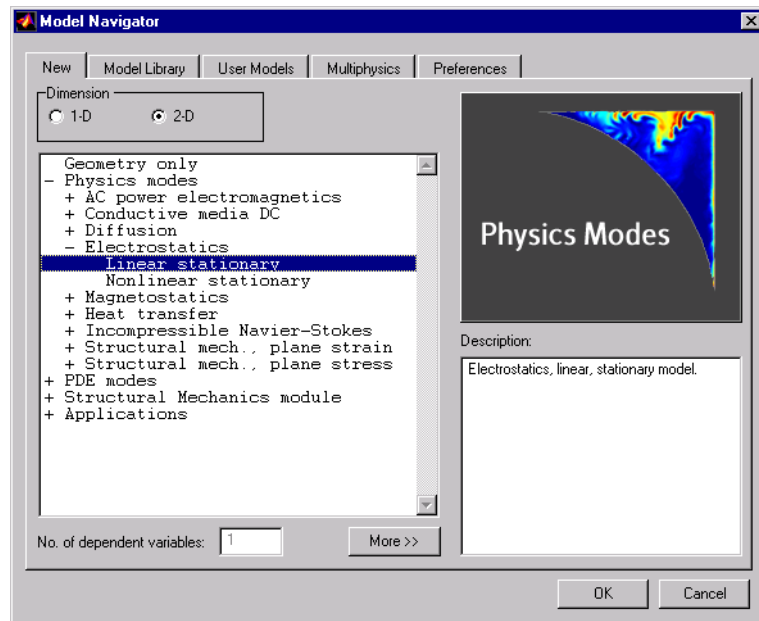 Model Navigator
New Model Library User Models Multiphysics Preferences
Dimension
1-D 2-D
Geometry only
- Physics modes
+ AC power electromagnetics
+ Conductive media DC
+ Diffusion
- Electrostatics
Linear stationary
Nonlinear stationary
+ Magnetostatics
+ Heat transfer
+ Incompressible Navier-Stokes
+ Structural mech., plane strain
+ Structural mech., plane stress
+ PDE modes
+ Structural Mechanics module
+ Applications
No. of dependent variables: 1
More >>
Physics Modes
Description:
Electrostatics, linear, stationary model.
OK Cancel